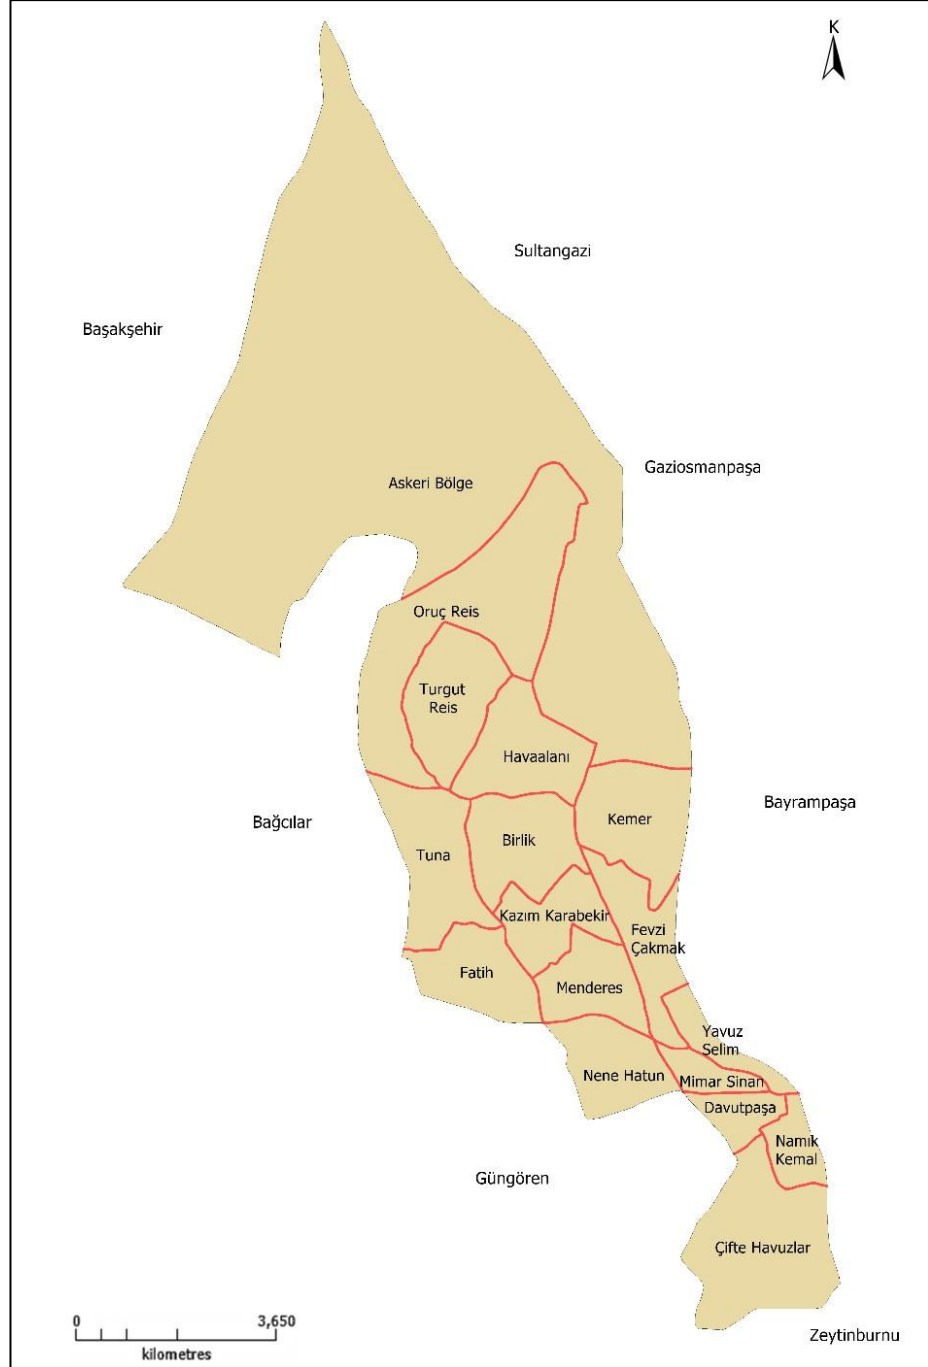 K
Sultangazi
Başakşehir
Gaziosmanpaşa
Askeri Bölge
Oruç Reis
Turgut
Reis
Havaalanı
Bayrampaşa
Kemer
Bağcılar
Birlik
Tuna
Kazım Karabekir
Fevzi
Çakmak
Fatih
Menderes
Yavuz
Selim
Nene Hatun
Mimar Sinan
Davutpaşa
Namık
Kemal
Güngören
Çifte Havuzlar
0 3,650
kilometres
Zeytinburnu